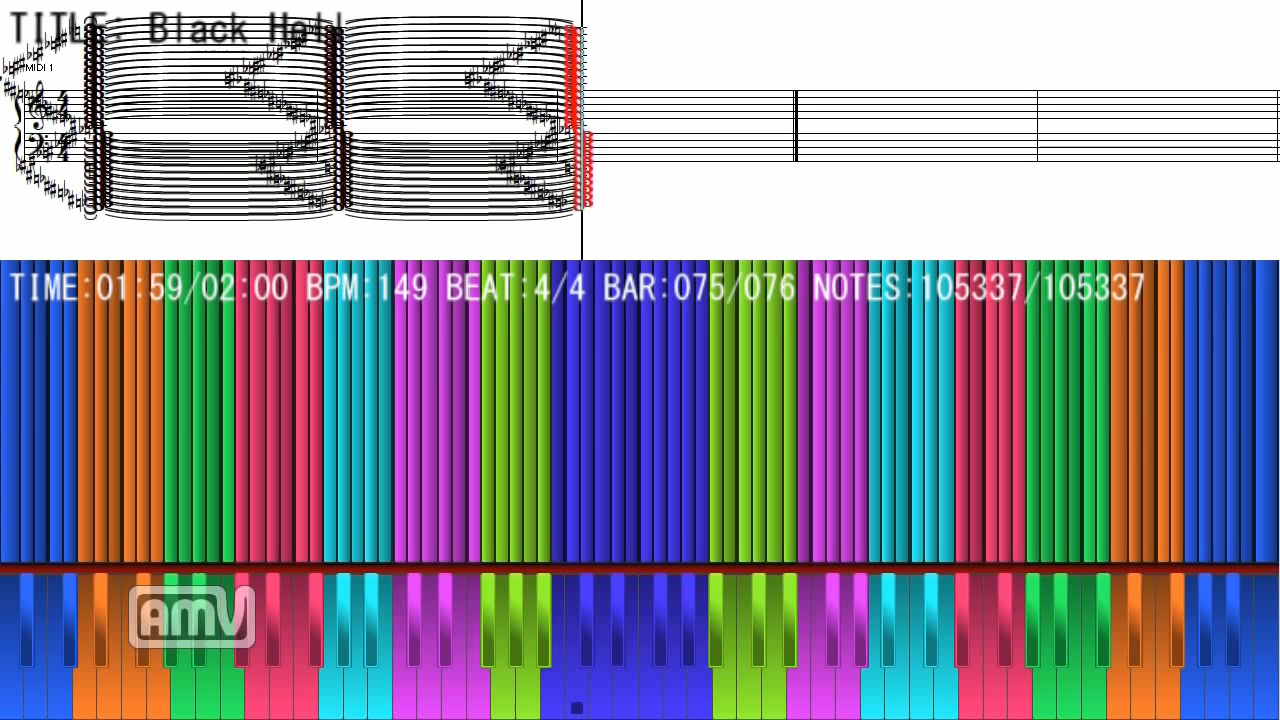 TITLE: Black Hell
MIDI 1
TIME:01:59/02:00 BPM:149 BEAT:4/4 BAR:075/076 NOTES:105337/105337
AMV